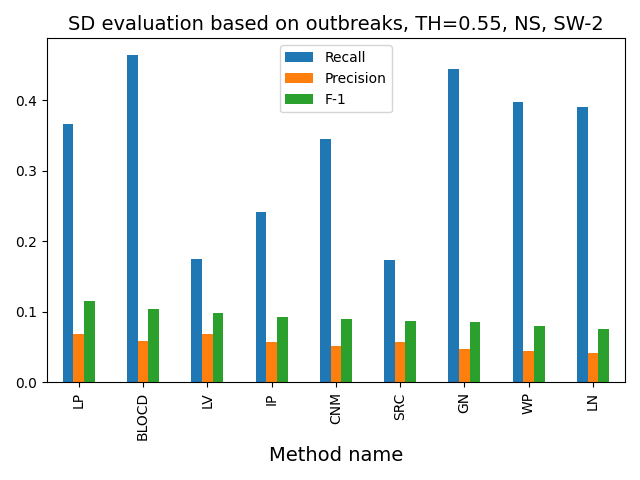 SD evaluation based on outbreaks, TH=0.55, NS, SW-2
Recall
Precision
F-1
0.4
0.3
0.2
0.1
0.0
LP
BLOCD
LV
IP
CNM
SRC
GN
WP
LN
Method name